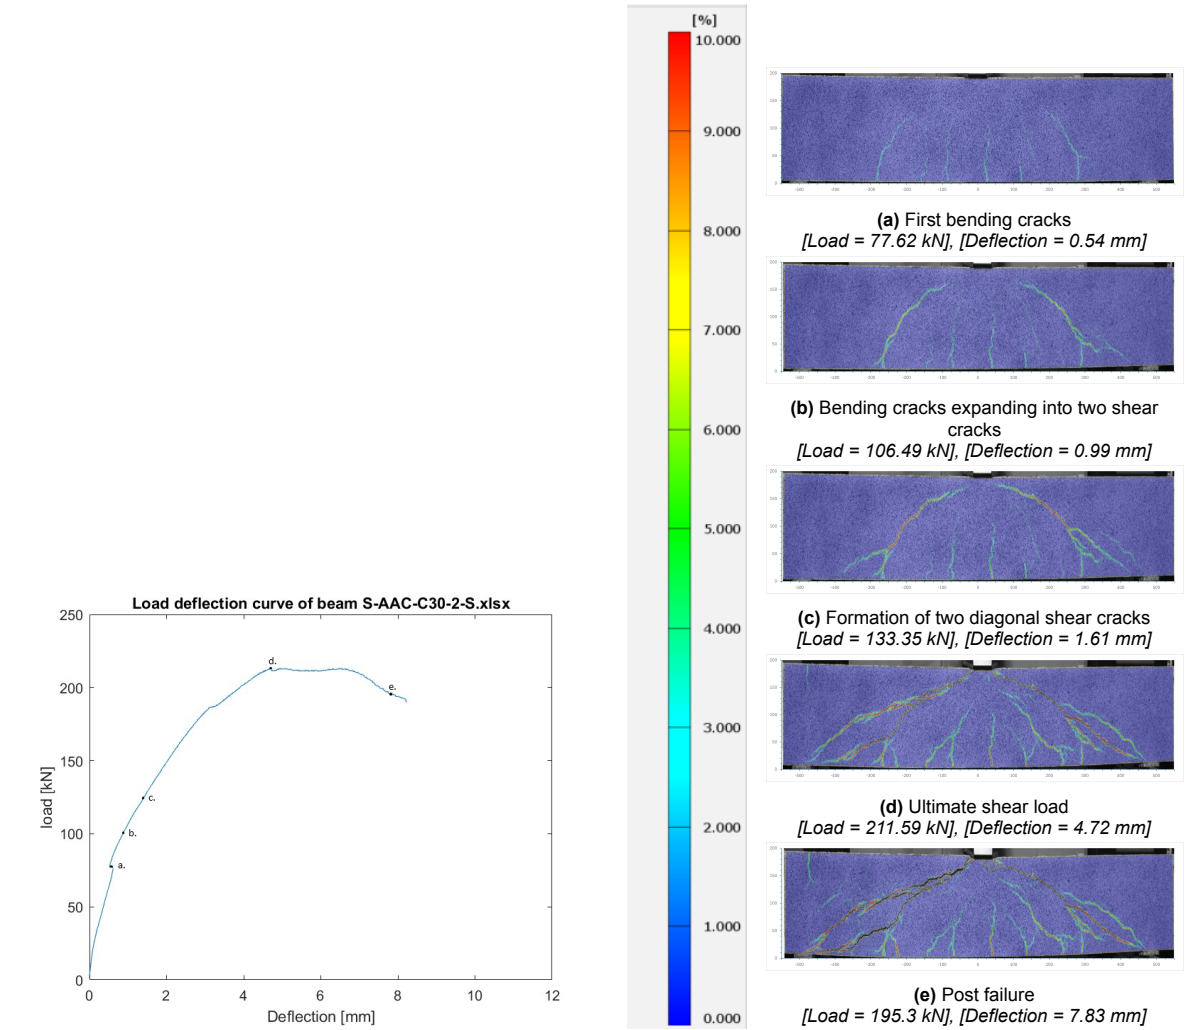 Load deflection curve of beam S-AAC-C30-2-S.xlsx
250
200
150
100
50
0
load [kN]
0 2 4 6 8 10 12
Deflection [mm]
a.
b.
c.
d.
e.
[%]
10.000
9.000
8.000
7.000
6.000
5.000
4.000
3.000
2.000
1.000
0.000
(a) First bending cracks
[Load = 77.62 kN], [Deflection = 0.54 mm]
(b) Bending cracks expanding into two shear
cracks
[Load = 106.49 kN], [Deflection = 0.99 mm]
(c) Formation of two diagonal shear cracks
[Load = 133.35 kN], [Deflection = 1.61 mm]
(d) Ultimate shear load
[Load = 211.59 kN], [Deflection = 4.72 mm]
(e) Post failure
[Load = 195.3 kN], [Deflection = 7.83 mm]